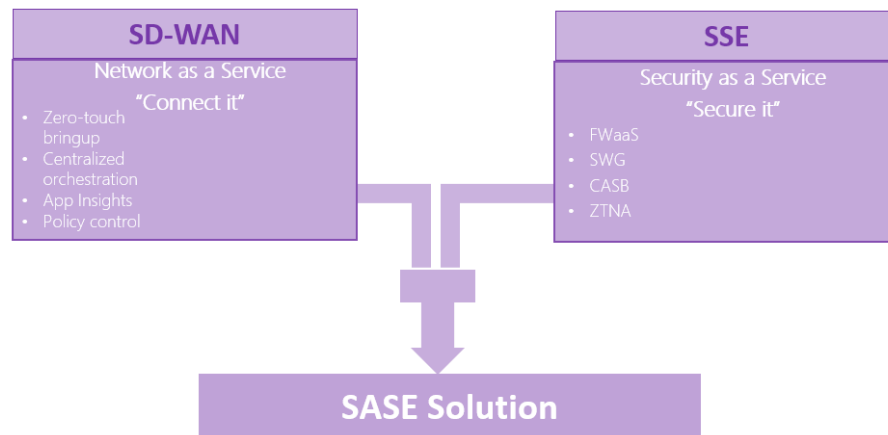 SD-WAN
Network as a Service
"Connect it"
• Zero-touch
bringup
• Centralized
orchestration
• App Insights
• Policy control
SSE
Security as a Service
"Secure it"
• FWaaS
• SWG
• CASB
• ZTNA
SASE Solution